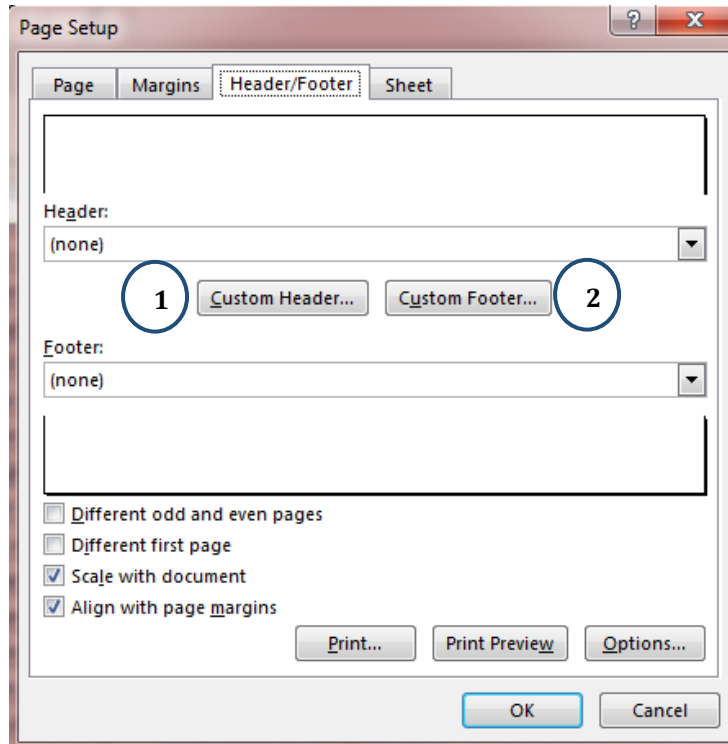 Page Setup ? X
Page Margins Header/Footer Sheet
Header:
(none)
1 Custom Header... Custom Footer... 2
Footer:
(none)
Different odd and even pages
Different first page
Scale with document
Align with page margins
Print... Print Preview Options...
OK Cancel